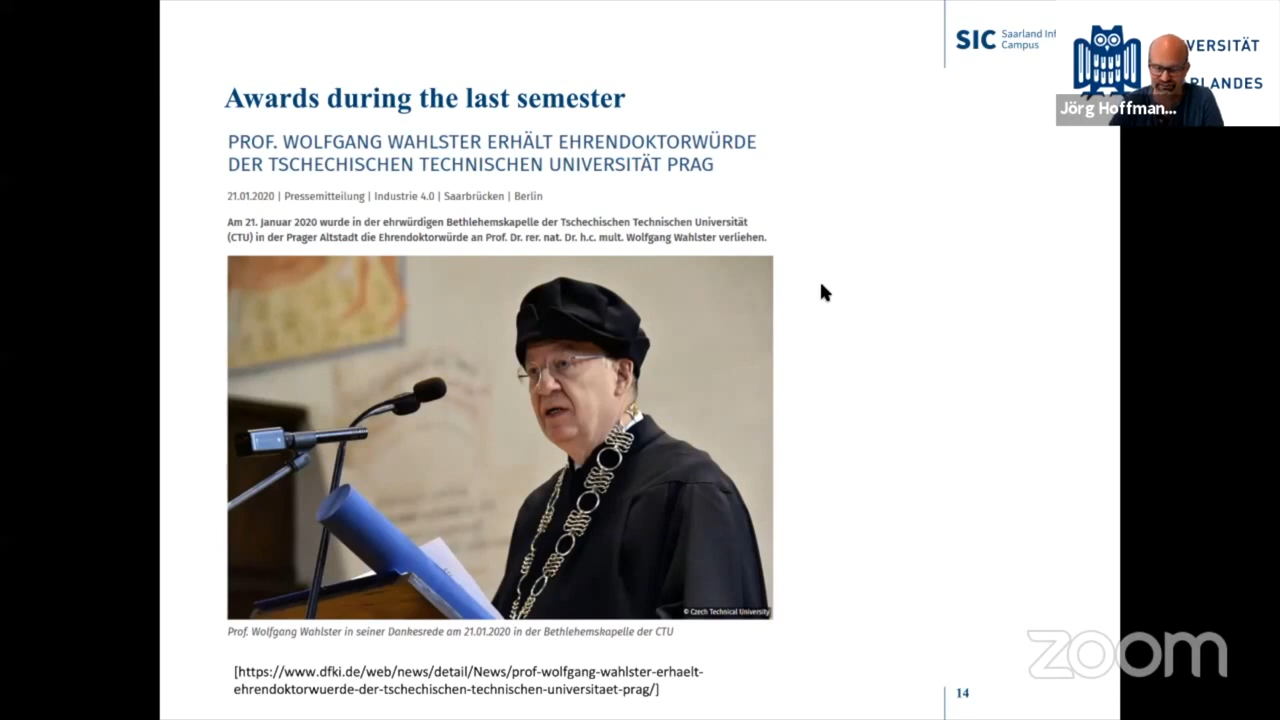 SIC Saarland Inf
Campus
VERSITÄT
RLANDES
Jörg Hoffman...
Awards during the last semester
PROF. WOLFGANG WAHLSTER ERHÄLT EHRENDOKTORWÜRDE
DER TSCHECHISCHEN TECHNISCHEN UNIVERSITÄT PRAG
21.01.2020 | Pressemitteilung | Industrie 4.0 | Saarbrücken | Berlin
Am 21. Januar 2020 wurde in der ehrwürdigen Bethlehemskapelle der Tschechischen Technischen Universität
(CTU) in der Prager Altstadt die Ehrendoktorwürde an Prof. Dr. rer. nat. Dr. h.c. mult. Wolfgang Wahlster verliehen.
© Czech Technical University
Prof. Wolfgang Wahlster in seiner Dankesrede am 21.01.2020 in der Bethlehemskapelle der CTU
[https://www.dfki.de/web/news/detail/News/prof-wolfgang-wahlster-erhaelt-
ehrendoktorwuerde-der-tschechischen-technischen-universitaet-prag/]
zoom
14